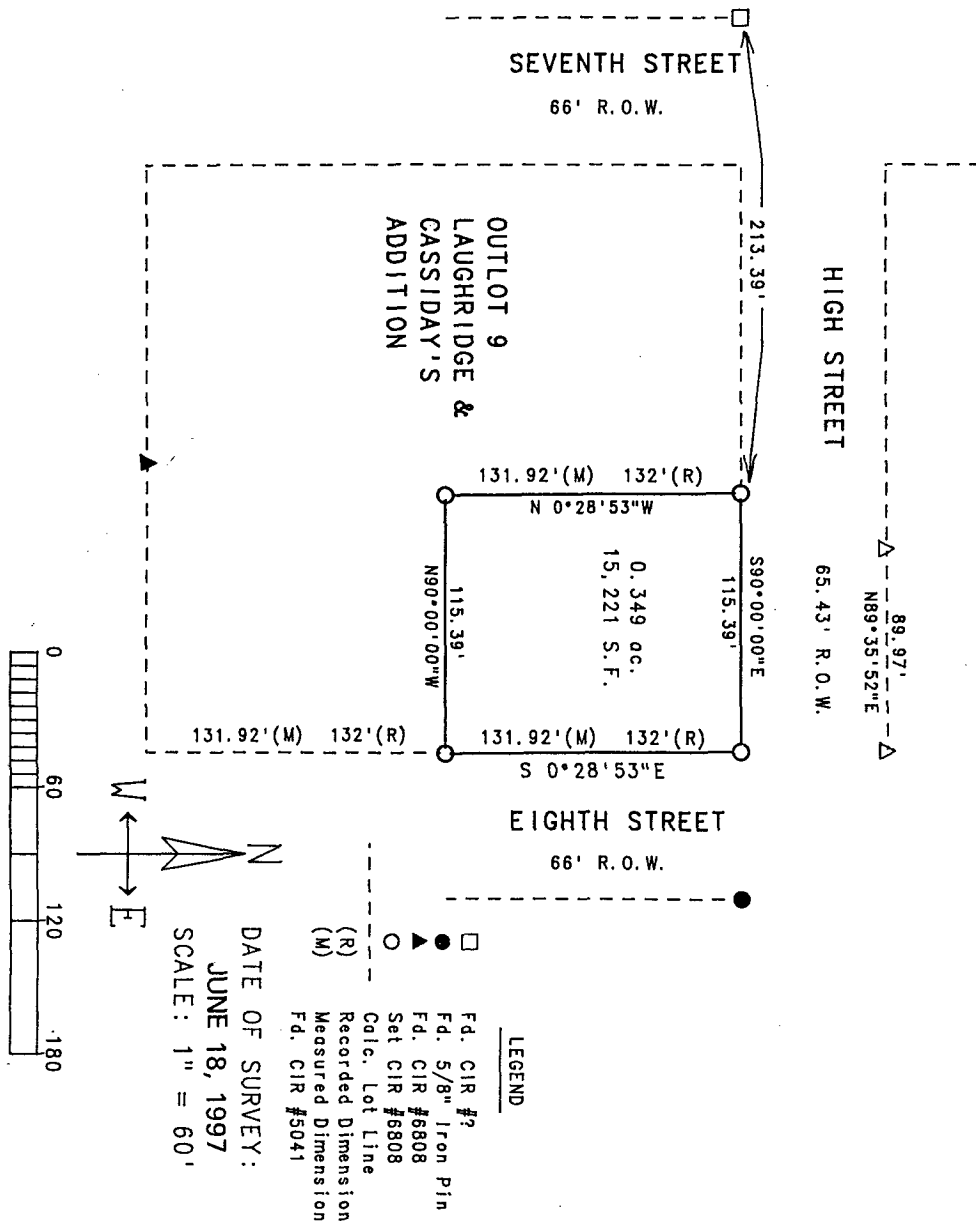 SEVENTH STREET
66' R.O.W.
213.39'
HIGH STREET
65.43' R.O.W.
89.97'
N89°35'52"E
OUTLOT 9
LAUGHRIDGE &
CASSIDAY'S
ADDITION
131.92'(M) 132'(R)
N 0°28'53"W
S90°00'00"E
115.39'
0.349 ac.
15,221 S.F.
115.39'
N90°00'00"W
131.92'(M) 132'(R)
S 0°28'53"E
131.92'(M) 132'(R)
EIGHTH STREET
66' R.O.W.
0 60 120 180
W
E
N
LEGEND
Fd. CIR #?
Fd. 5/8" Iron Pin
Fd. CIR #6808
Set CIR #6808
Calc. Lot Line
(R) Recorded Dimension
(M) Measured Dimension
Fd. CIR #5041
DATE OF SURVEY:
JUNE 18, 1997
SCALE: 1" = 60'